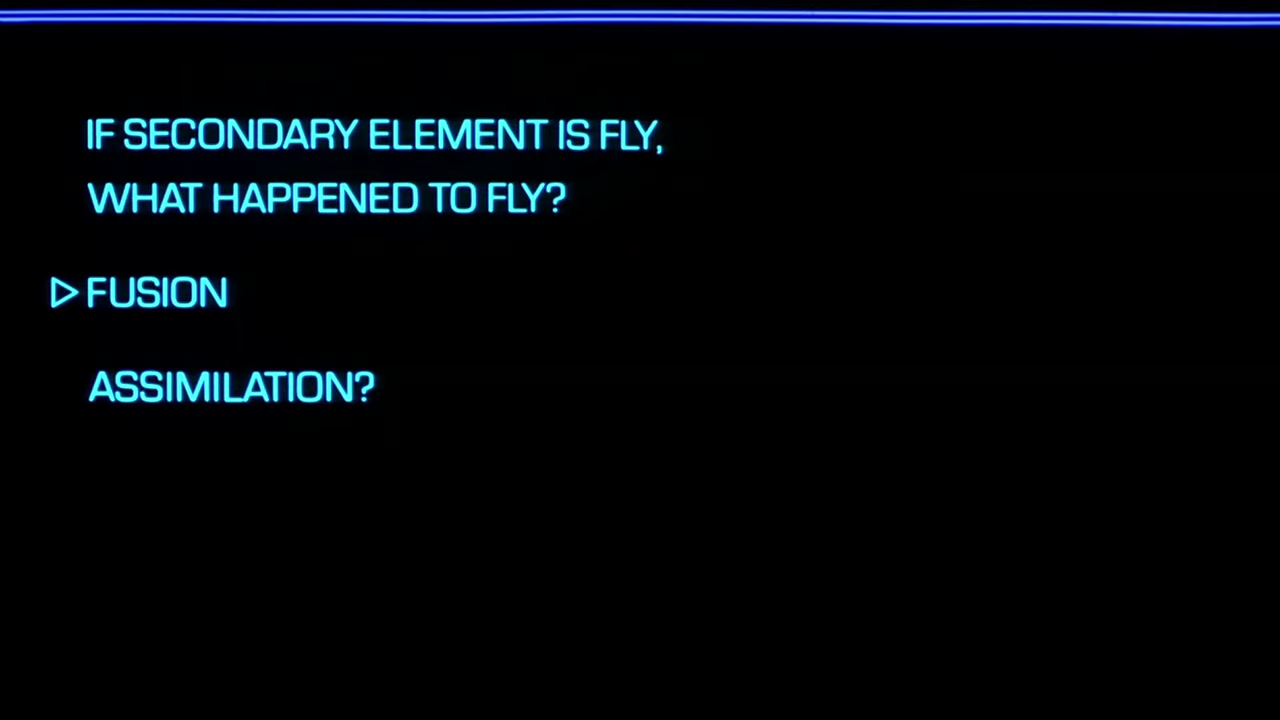 IF SECONDARY ELEMENT IS FLY,
WHAT HAPPENED TO FLY?
FUSION
ASSIMILATION?